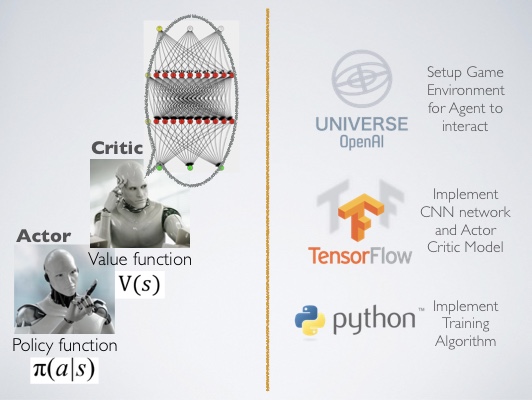 Critic
Value function
V(s)
Actor
Policy function
π(a|s)
UNIVERSE
OpenAI
Setup Game
Environment
for Agent to
interact
TensorFlow
Implement
CNN network
and Actor
Critic Model
python™
Implement
Training
Algorithm